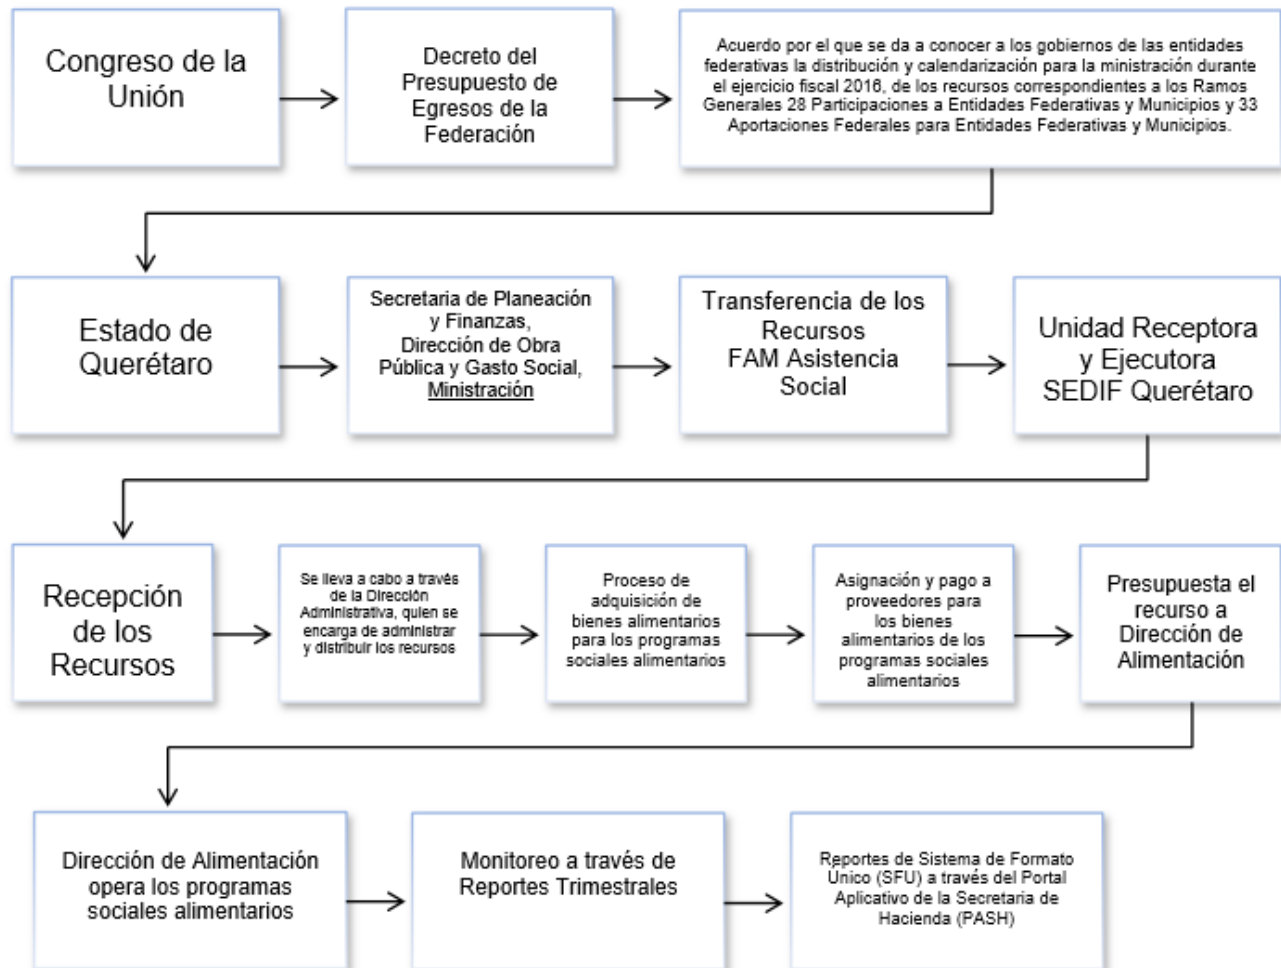 Congreso de la
Unión
Decreto del
Presupuesto de
Egresos de la
Federación
Acuerdo por el que se da a conocer a los gobiernos de las entidades
federativas la distribución y calendarización para la ministración durante
el ejercicio fiscal 2016, de los recursos correspondientes a los Ramos
Generales 28 Participaciones a Entidades Federativas y Municipios y 33
Aportaciones Federales para Entidades Federativas y Municipios.
Estado de
Querétaro
Secretaria de Planeación
y Finanzas,
Dirección de Obra
Pública y Gasto Social,
Ministración
Transferencia de los
Recursos
FAM Asistencia
Social
Unidad Receptora
y Ejecutora
SEDIF Querétaro
Recepción
de los
Recursos
Se lleva a cabo a través
de la Dirección
Administrativa, quien se
encarga de administrar
y distribuir los recursos
Proceso de
adquisición de
bienes alimentarios
para los programas
sociales alimentarios
Asignación y pago a
proveedores para
los bienes
alimentarios de los
programas sociales
alimentarios
Presupuesta el
recurso a
Dirección de
Alimentación
Dirección de Alimentación
opera los programas
sociales alimentarios
Monitoreo a través de
Reportes Trimestrales
Reportes de Sistema de Formato
Único (SFU) a través del Portal
Aplicativo de la Secretaria de
Hacienda (PASH)